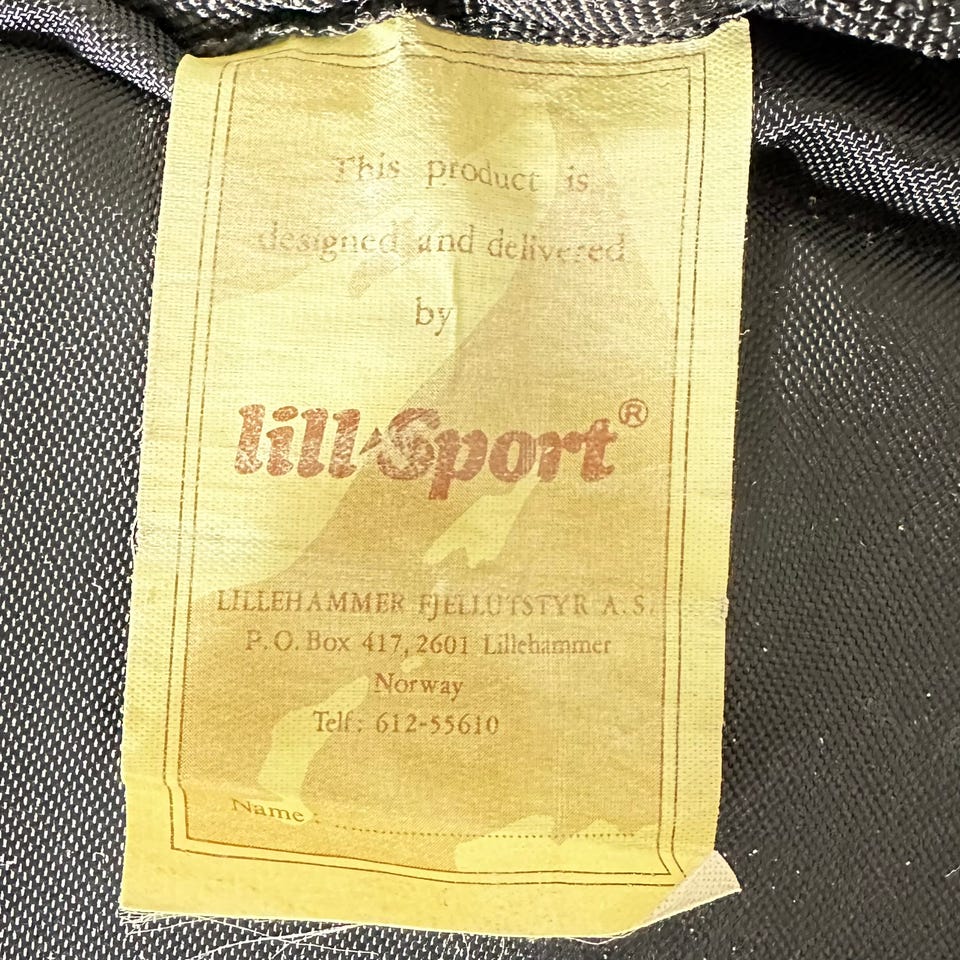 This product is
designed and delivered
by
lill-Sport®
LILLEHAMMER FJELLUTSTYR A.S.
P.O. Box 417, 2601 Lillehammer
Norway
Telf: 612-55610
Name: ........................................